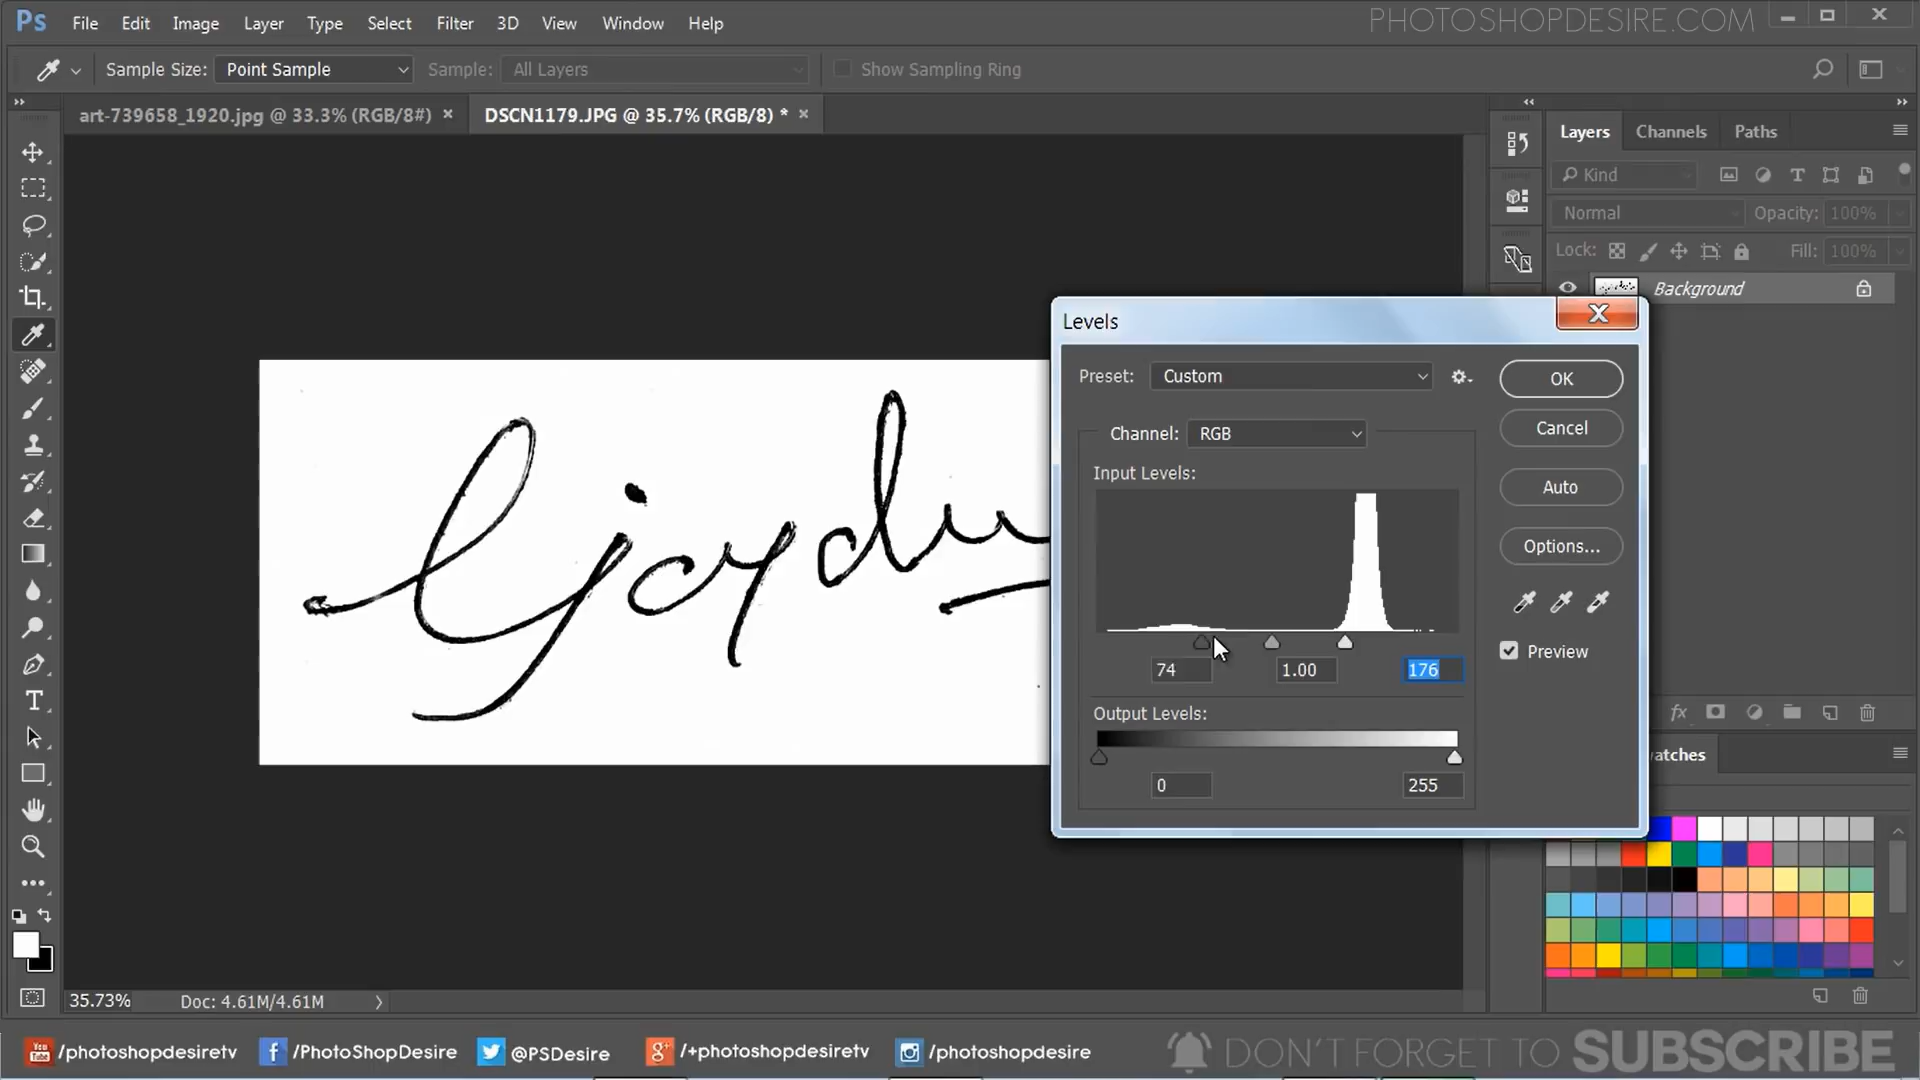 Ps File Edit Image Layer Type Select Filter 3D View Window Help PHOTOSHOPDESIRE.COM
Sample Size: Point Sample Sample: All Layers Show Sampling Ring
art-739658_1920.jpg @ 33.3% (RGB/8#) × DSCN1179.JPG @ 35.7% (RGB/8) * ×
Layers Channels Paths
Kind
Normal Opacity: 100%
Lock: Fill: 100%
Background
Levels
Preset: Custom
OK
Channel: RGB
Cancel
Input Levels:
Auto
Options...
Preview
74 1.00 176
Output Levels:
fx
atches
0 255
35.73% Doc: 4.61M/4.61M
You Tube /photoshopdesiretv /PhotoShopDesire @PSDesire /+photoshopdesiretv /photoshopdesire DON'T FORGET TO SUBSCRIBE